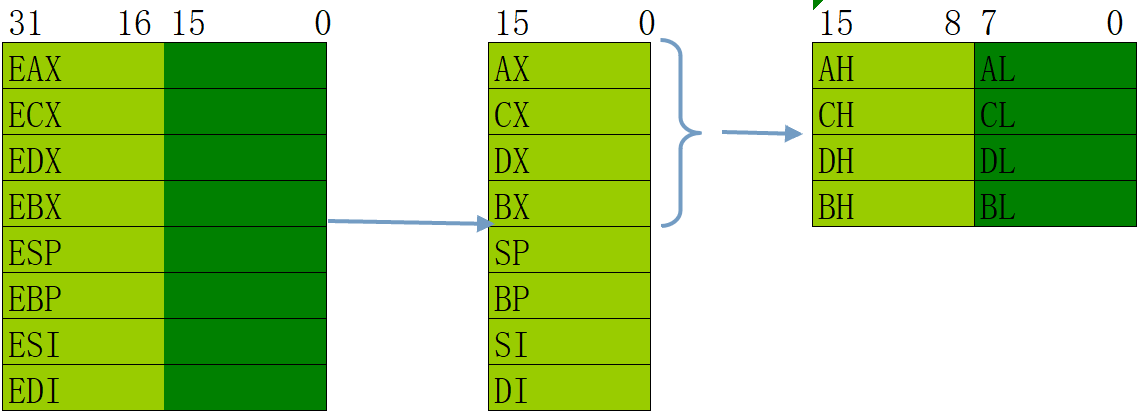 31 16 15 0
EAX
ECX
EDX
EBX
ESP
EBP
ESI
EDI
15 0
AX
CX
DX
BX
SP
BP
SI
DI
15 8 7 0
AH AL
CH CL
DH DL
BH BL